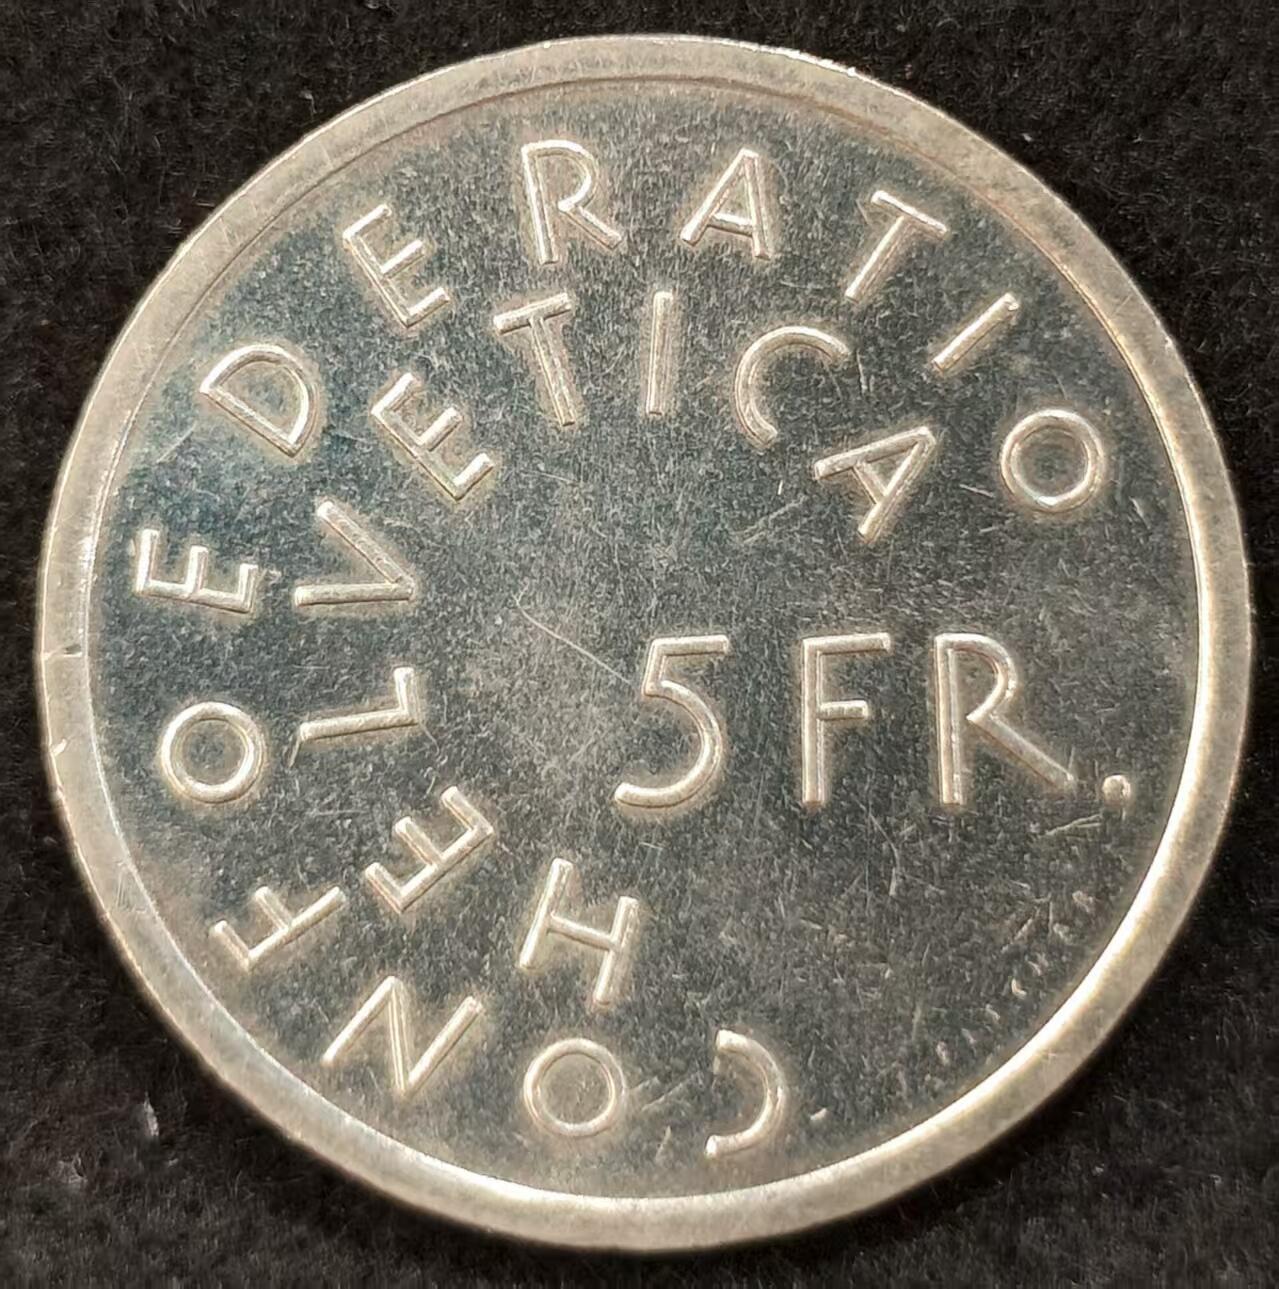 CONFOEDERATIO
HELVETICA
5 FR.